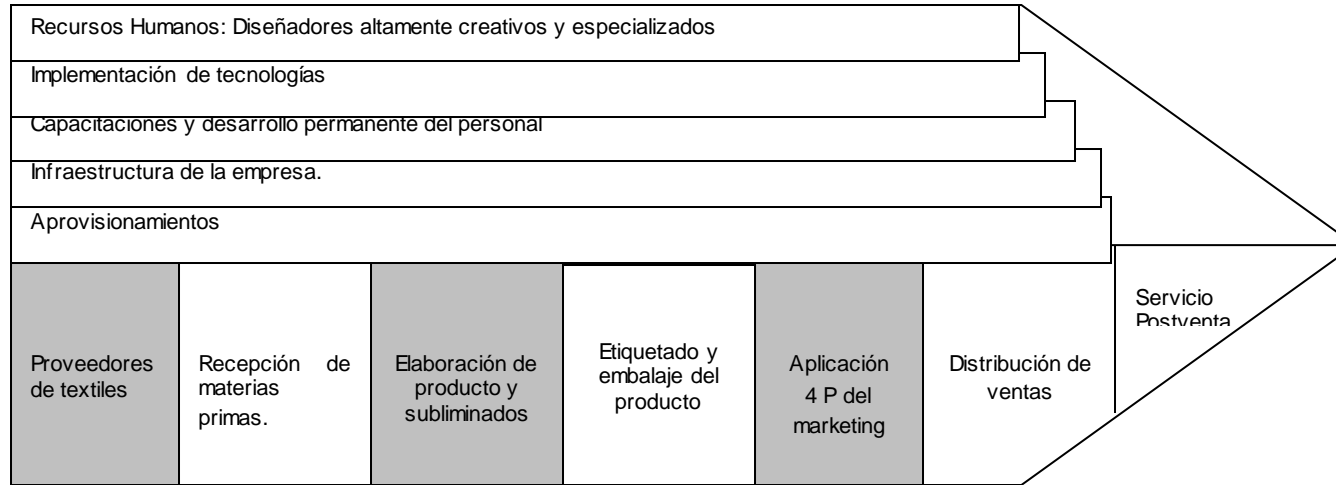 Recursos Humanos: Diseñadores altamente creativos y especializados
Implementación de tecnologías
Capacitaciones y desarrollo permanente del personal
Infraestructura de la empresa.
Aprovisionamientos
Proveedores
de textiles
Recepción de
materias
primas.
Elaboración de
producto y
subliminados
Etiquetado y
embalaje del
producto
Aplicación
4 P del
marketing
Distribución de
ventas
Servicio
Postventa